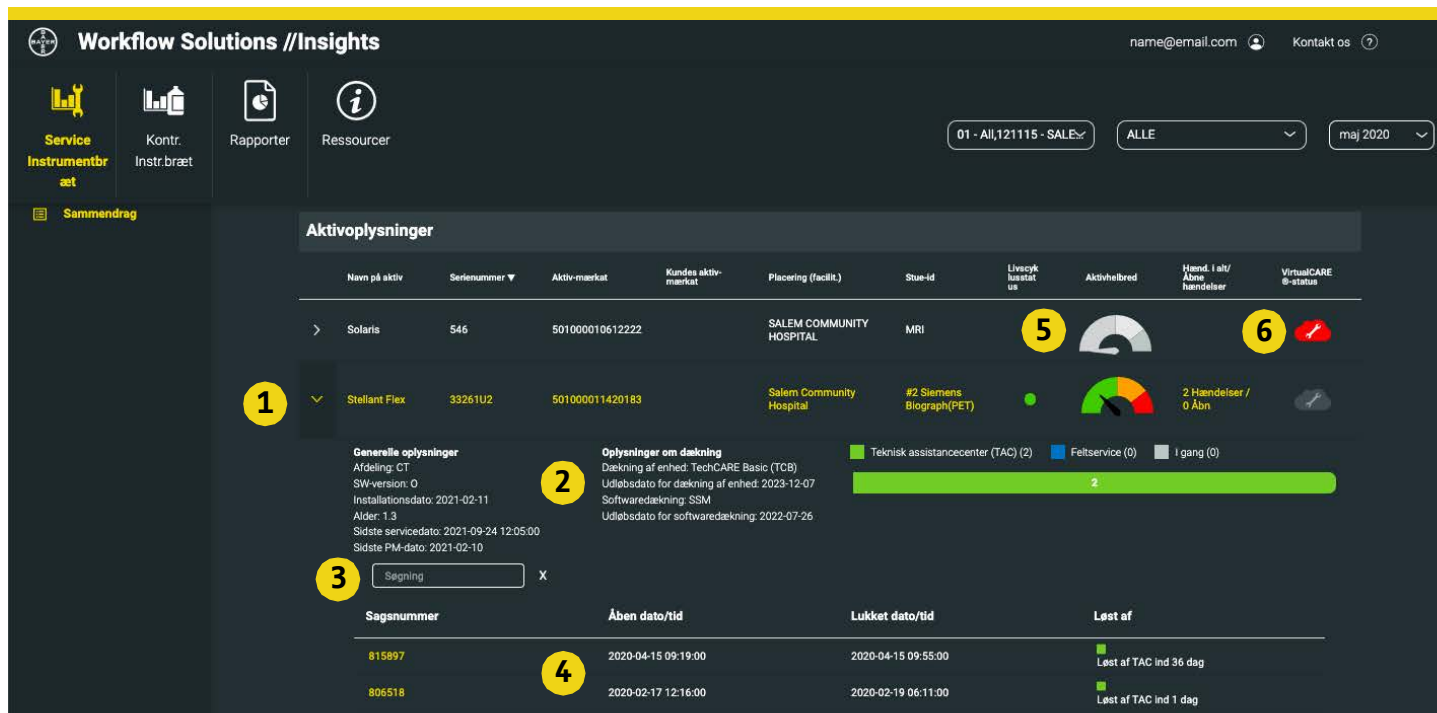 BAYER
Workflow Solutions //Insights
name@email.com
Kontakt os ?
Service
Instrumentbr
æt
Kontr.
Instr.bræt
Rapporter
i
Ressourcer
01 - All,121115 - SALE
ALLE
maj 2020
Sammendrag
Aktivoplysninger
Navn på aktiv
Serienummer ▼
Aktiv-mærkat
Kundes aktiv-
mærkat
Placering (facilit.)
Stue-id
Livscyk
lusstat
us
Aktivhelbred
Hænd. i alt/
Åbne
hændelser
VirtualCARE
®-status
Solaris
546
501000010612222
SALEM COMMUNITY
HOSPITAL
MRI
5
6
1
Stellant Flex
33261U2
501000011420183
Salem Community
Hospital
#2 Siemens
Biograph(PET)
2 Hændelser /
0 Åbn
Generelle oplysninger
Afdeling: CT
SW-version: O
Installationsdato: 2021-02-11
Alder: 1.3
Sidste servicedato: 2021-09-24 12:05:00
Sidste PM-dato: 2021-02-10
2
Oplysninger om dækning
Dækning af enhed: TechCARE Basic (TCB)
Udløbsdato for dækning af enhed: 2023-12-07
Softwaredækning: SSM
Udløbsdato for softwaredækning: 2022-07-26
Teknisk assistancecenter (TAC) (2)
Feltservice (0)
I gang (0)
2
3
Søgning
X
Sagsnummer
Åben dato/tid
Lukket dato/tid
Løst af
815897
2020-04-15 09:19:00
2020-04-15 09:55:00
Løst af TAC ind 36 dag
4
806518
2020-02-17 12:16:00
2020-02-19 06:11:00
Løst af TAC ind 1 dag